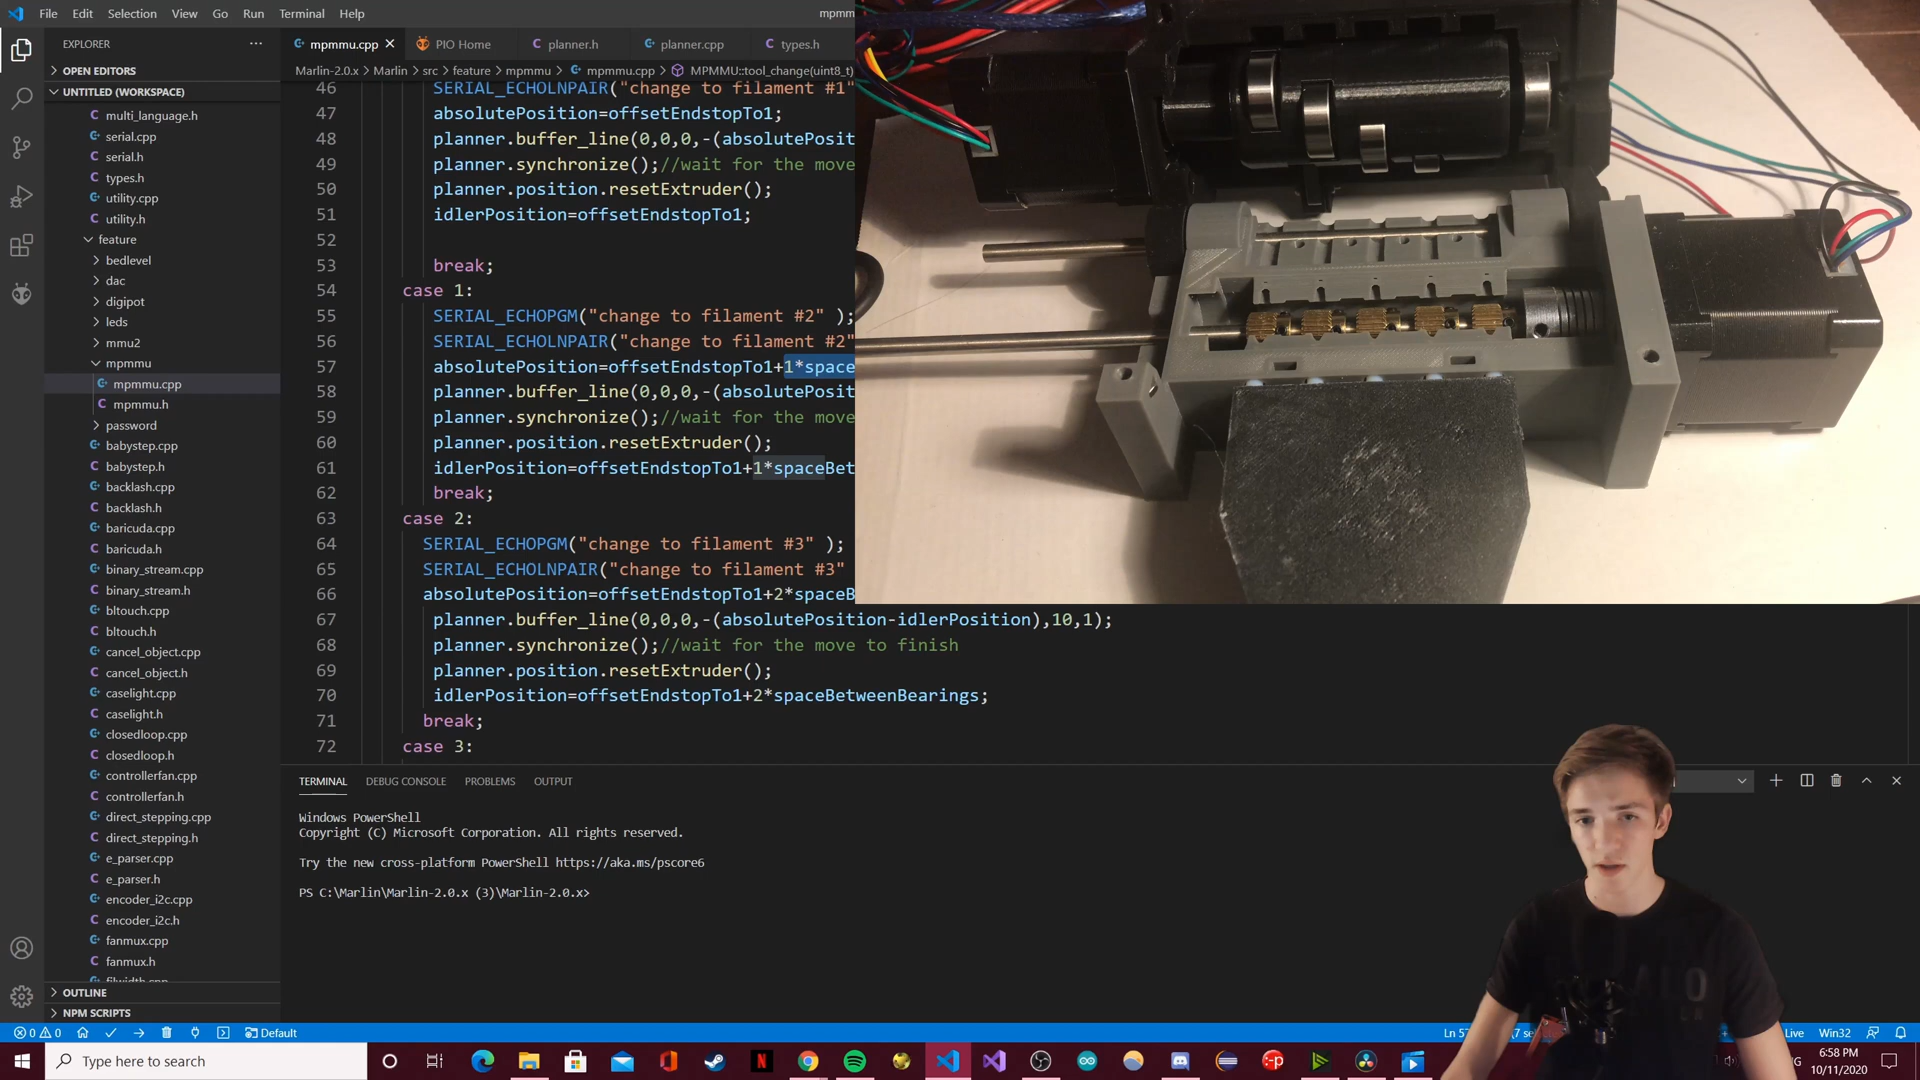 File Edit Selection View Go Run Terminal Help
mpmm
EXPLORER
OPEN EDITORS
UNTITLED (WORKSPACE)
multi_language.h
serial.cpp
serial.h
types.h
utility.cpp
utility.h
feature
bedlevel
dac
digipot
leds
mmu2
mpmmu
mpmmu.cpp
mpmmu.h
password
babystep.cpp
babystep.h
backlash.cpp
backlash.h
baricuda.cpp
baricuda.h
binary_stream.cpp
binary_stream.h
bltouch.cpp
bltouch.h
cancel_object.cpp
cancel_object.h
caselight.cpp
caselight.h
closedloop.cpp
closedloop.h
controllerfan.cpp
controllerfan.h
direct_stepping.cpp
direct_stepping.h
e_parser.cpp
e_parser.h
encoder_i2c.cpp
encoder_i2c.h
fanmux.cpp
fanmux.h
filwidth.cpp
OUTLINE
NPM SCRIPTS
mpmmu.cpp PIO Home planner.h planner.cpp types.h
Marlin-2.0.x > Marlin > src > feature > mpmmu > mpmmu.cpp > MPMMU::tool_change(uint8_t)
46 SERIAL_ECHOLNPAIR("change to filament #1"
47 absolutePosition=offsetEndstopTo1;
48 planner.buffer_line(0,0,0,-(absolutePosit
49 planner.synchronize();//wait for the move
50 planner.position.resetExtruder();
51 idlerPosition=offsetEndstopTo1;
52
53 break;
54 case 1:
55 SERIAL_ECHOPGM("change to filament #2" );
56 SERIAL_ECHOLNPAIR("change to filament #2"
57 absolutePosition=offsetEndstopTo1+1*space
58 planner.buffer_line(0,0,0,-(absolutePosit
59 planner.synchronize();//wait for the move
60 planner.position.resetExtruder();
61 idlerPosition=offsetEndstopTo1+1*spaceBet
62 break;
63 case 2:
64 SERIAL_ECHOPGM("change to filament #3" );
65 SERIAL_ECHOLNPAIR("change to filament #3"
66 absolutePosition=offsetEndstopTo1+2*spaceB
67 planner.buffer_line(0,0,0,-(absolutePosition-idlerPosition),10,1);
68 planner.synchronize();//wait for the move to finish
69 planner.position.resetExtruder();
70 idlerPosition=offsetEndstopTo1+2*spaceBetweenBearings;
71 break;
72 case 3:
TERMINAL DEBUG CONSOLE PROBLEMS OUTPUT
Windows PowerShell
Copyright (C) Microsoft Corporation. All rights reserved.
Try the new cross-platform PowerShell https://aka.ms/pscore6
PS C:\Marlin\Marlin-2.0.x (3)\Marlin-2.0.x>
0 0 Default Ln 57 Live Win32
Type here to search
6:58 PM
10/11/2020